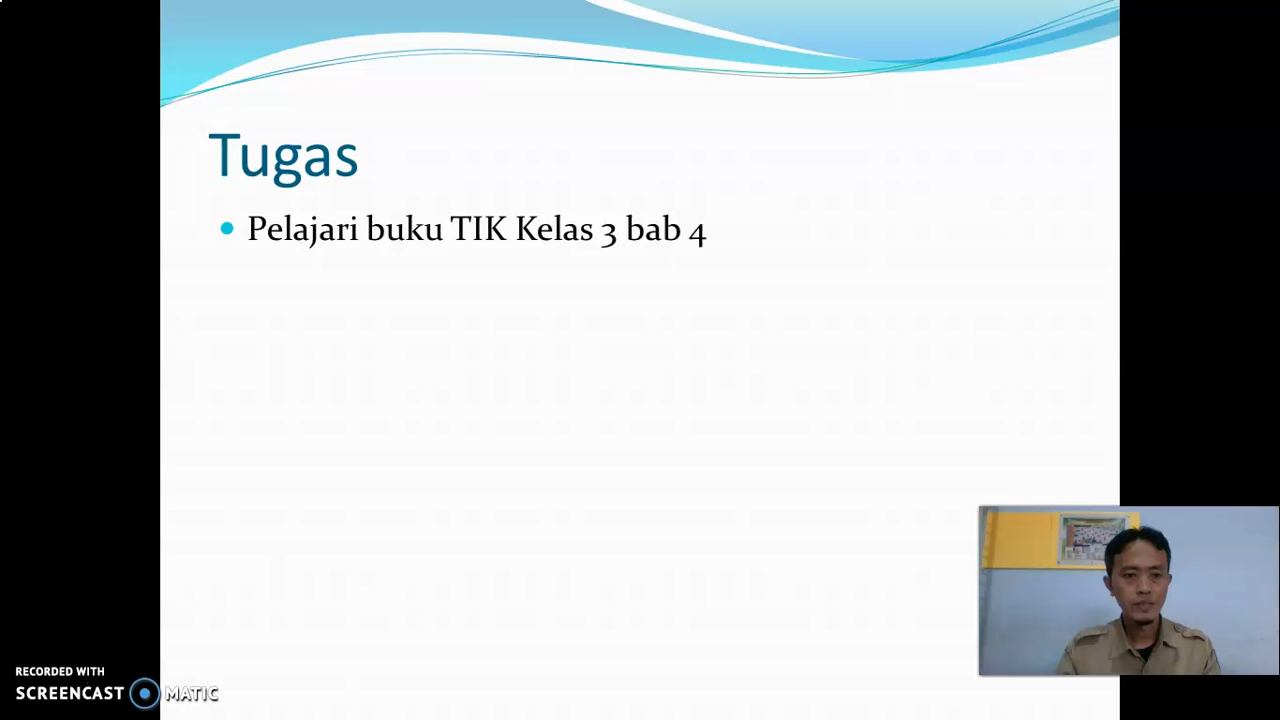 Tugas
Pelajari buku TIK Kelas 3 bab 4
RECORDED WITH
SCREENCAST MATIC